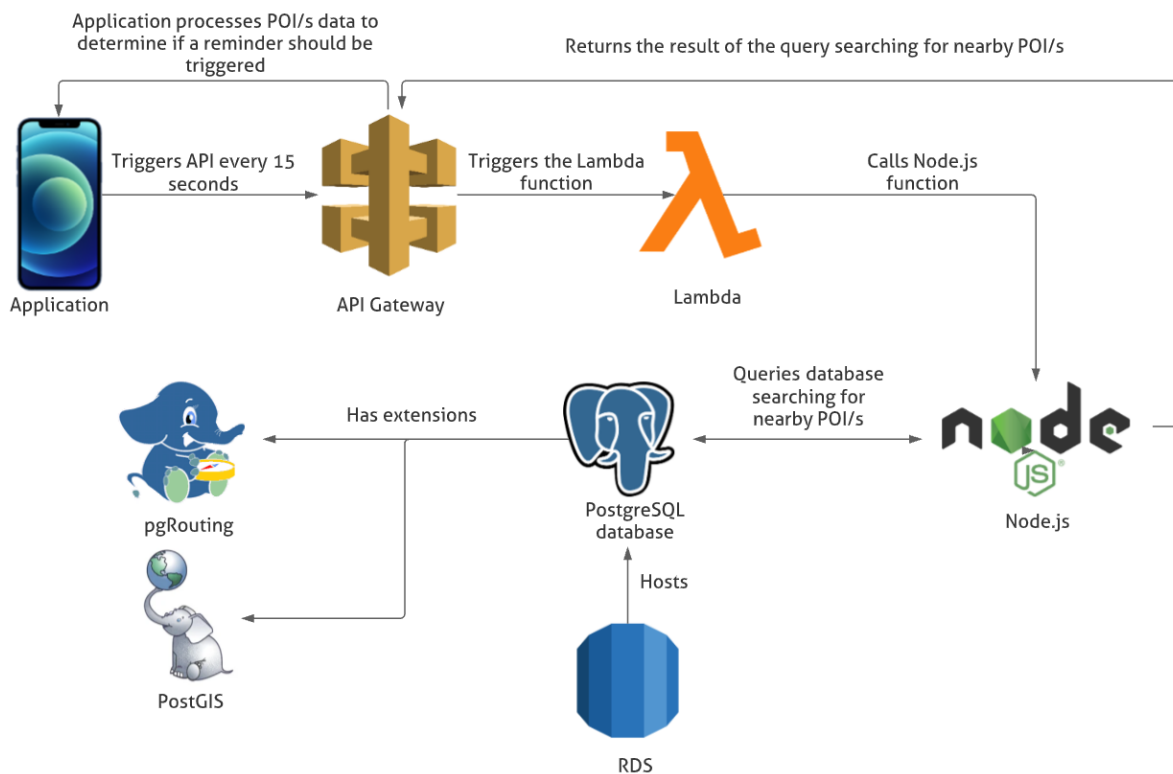 Application processes POI/s data to
determine if a reminder should be
triggered
Returns the result of the query searching for nearby POI/s
Triggers API every 15
seconds
Triggers the Lambda
function
Calls Node.js
function
Application
API Gateway
Lambda
Queries database
searching for
nearby POI/s
Has extensions
node
JS
®
pgRouting
PostgreSQL
database
Node.js
Hosts
PostGIS
RDS